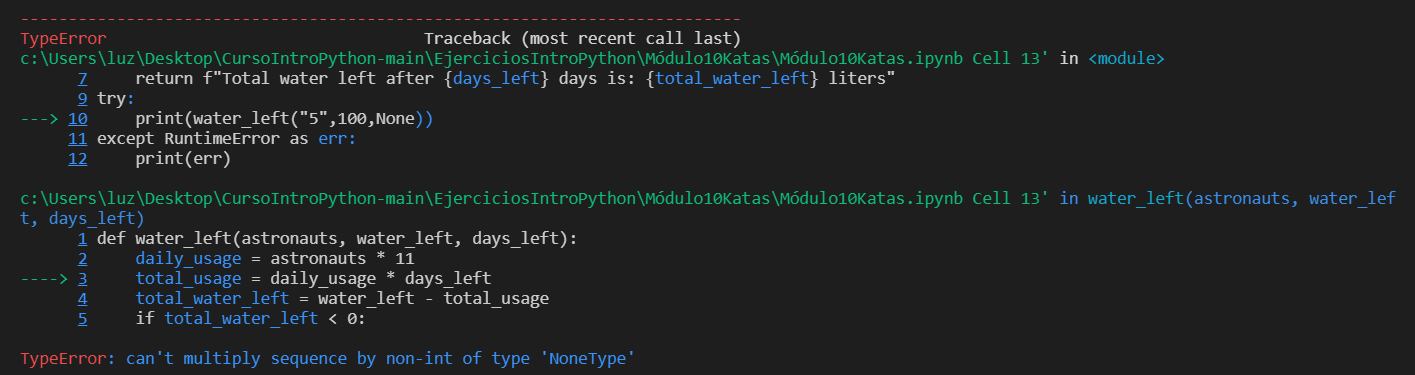 ---------------------------------------------------------------------------
TypeError                                 Traceback (most recent call last)
c:\Users\luz\Desktop\CursoIntroPython-main\EjerciciosIntroPython\Módulo10Katas\Módulo10Katas.ipynb Cell 13' in <module>
      7     return f"Total water left after {days_left} days is: {total_water_left} liters"
      9 try:
---> 10     print(water_left("5",100,None))
     11 except RuntimeError as err:
     12     print(err)

c:\Users\luz\Desktop\CursoIntroPython-main\EjerciciosIntroPython\Módulo10Katas\Módulo10Katas.ipynb Cell 13' in water_left(astronauts, water_lef
t, days_left)
      1 def water_left(astronauts, water_left, days_left):
      2     daily_usage = astronauts * 11
----> 3     total_usage = daily_usage * days_left
      4     total_water_left = water_left - total_usage
      5     if total_water_left < 0:

TypeError: can't multiply sequence by non-int of type 'NoneType'